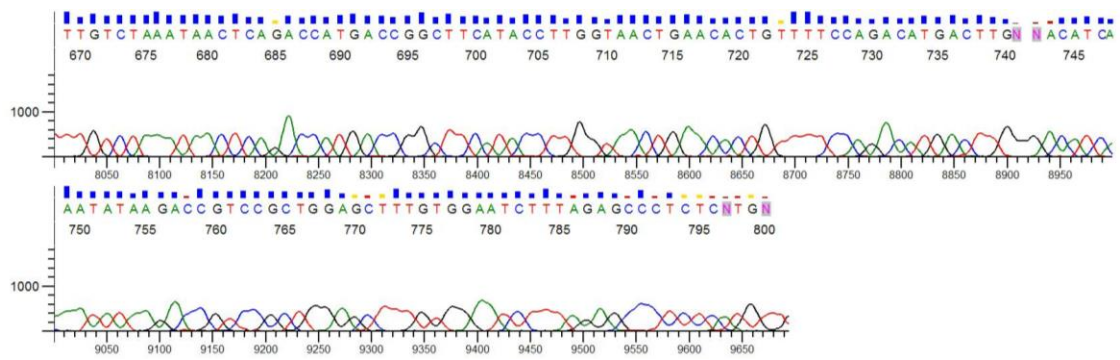 TTGTCTAAATAACTCAGACCATGACCGGCTTCATACCTTGGTAACTGAACACTGTTTTCCAGACATGACTTGN NACATCA
670 675 680 685 690 695 700 705 710 715 720 725 730 735 740 745
1000
8050 8100 8150 8200 8250 8300 8350 8400 8450 8500 8550 8600 8650 8700 8750 8800 8850 8900 8950
AATATAAGACCGTCCGCTGGAGCTTTGTGGAATCTTTAGAGCCCTCTCNTGN
750 755 760 765 770 775 780 785 790 795 800
1000
9050 9100 9150 9200 9250 9300 9350 9400 9450 9500 9550 9600 9650